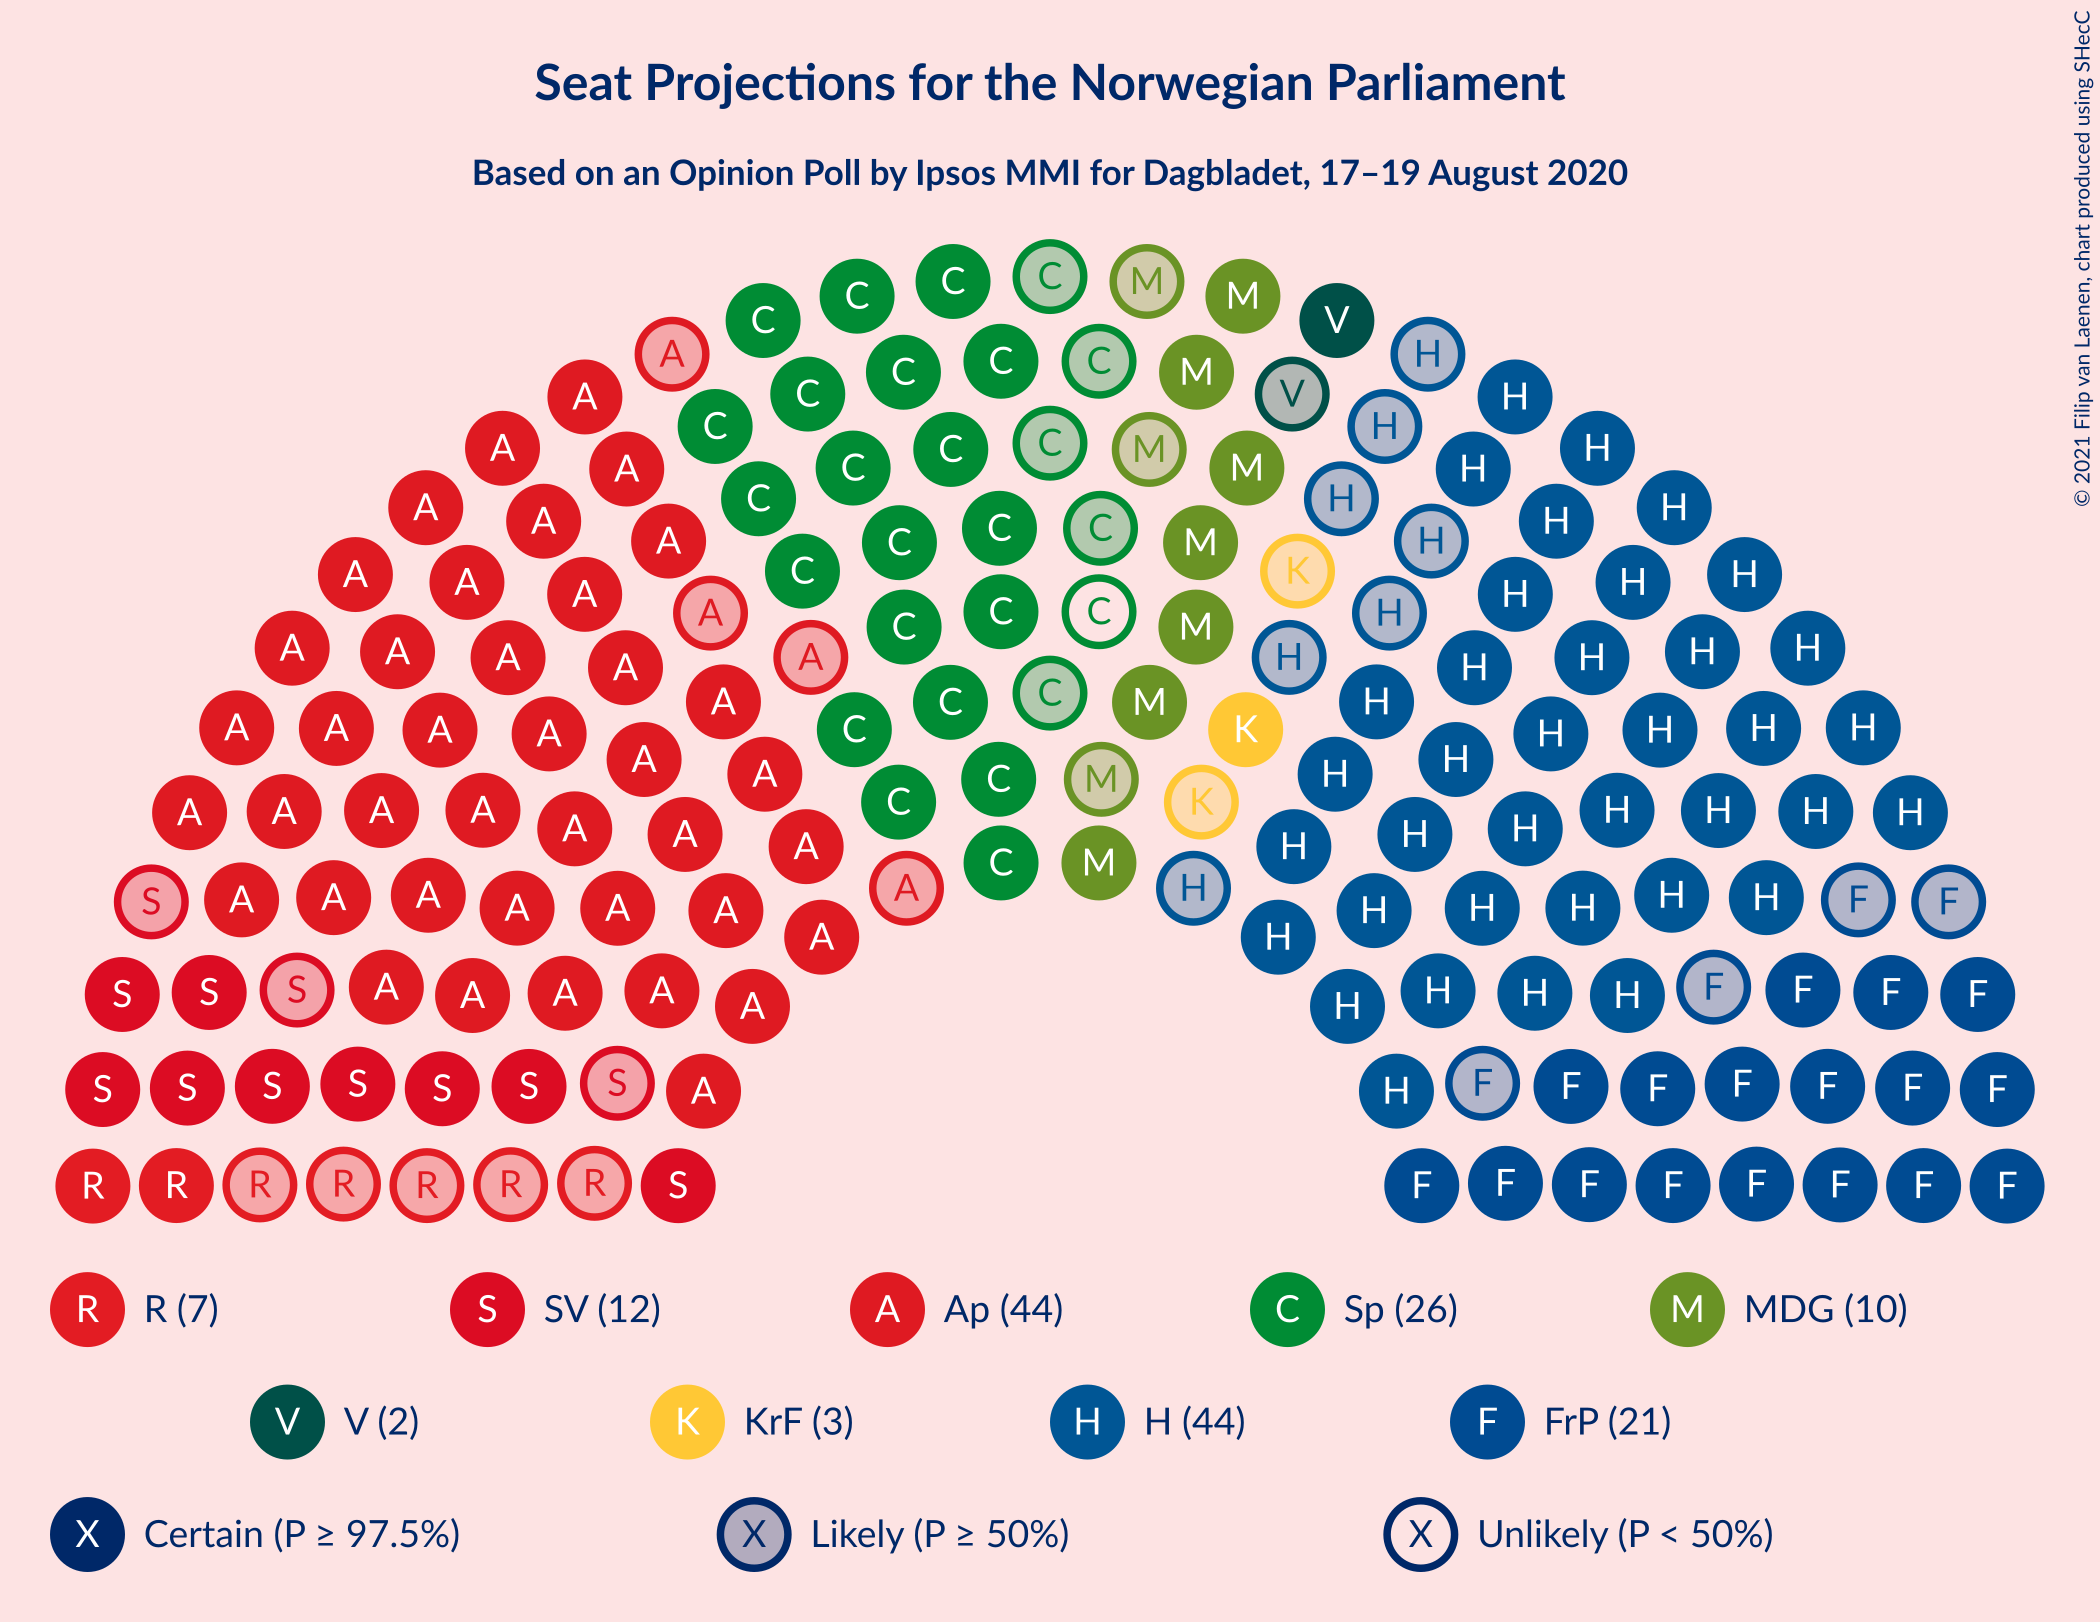 Seat Projections for the Norwegian Parliament
Based on an Opinion Poll by Ipsos MMI for Dagbladet, 17–19 August 2020
© 2021 Filip van Laenen, chart produced using SHecC
C C C C M M V
A C C C C M V H
A C C C C M M H H
A A C C C C M K H H H
A A A C C C C M H H H
A A A A A C C C M K H H H H H
A A A A A A C C M K H H H H H H
A A A A A A A A C M H H H H H H H H
S A A A A A A A H H H H H H F F
S S S A A A A A H H H H F F F F
S S S S S S S A H F F F F F F F
R R R R R R R S F F F F F F F F
R R (7) S SV (12) A Ap (44) C Sp (26) M MDG (10)
V V (2) K KrF (3) H H (44) F FrP (21)
X Certain (P ≥ 97.5%) X Likely (P ≥ 50%) X Unlikely (P < 50%)